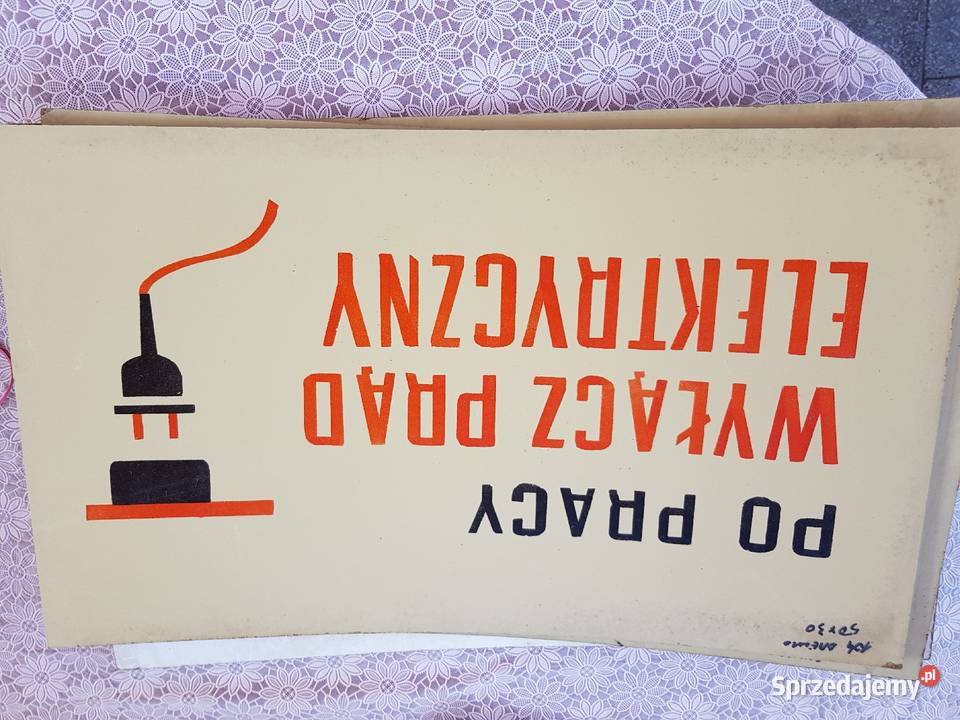 PO PRACY
WYŁĄCZ PRĄD
ELEKTRYCZNY
50x30
Sprzedajemy.pl